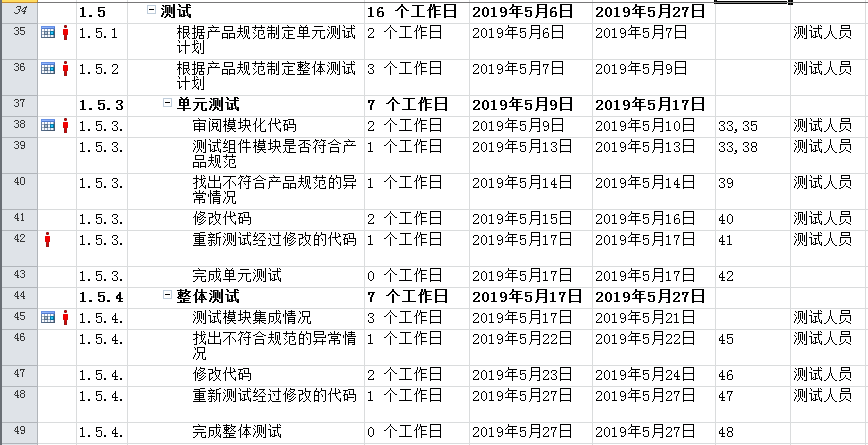 34 1.5 测试 16 个工作日 2019年5月6日 2019年5月27日
35 1.5.1 根据产品规范制定单元测试 2 个工作日 2019年5月6日 2019年5月7日 测试人员
计划
36 1.5.2 根据产品规范制定整体测试 3 个工作日 2019年5月7日 2019年5月9日 测试人员
计划
37 1.5.3 单元测试 7 个工作日 2019年5月9日 2019年5月17日
38 1.5.3. 审阅模块化代码 2 个工作日 2019年5月9日 2019年5月10日 33,35 测试人员
39 1.5.3. 测试组件模块是否符合产 1 个工作日 2019年5月13日 2019年5月13日 33,38 测试人员
品规范
40 1.5.3. 找出不符合产品规范的异 1 个工作日 2019年5月14日 2019年5月14日 39 测试人员
常情况
41 1.5.3. 修改代码 2 个工作日 2019年5月15日 2019年5月16日 40 测试人员
42 1.5.3. 重新测试经过修改的代码 1 个工作日 2019年5月17日 2019年5月17日 41 测试人员
43 1.5.3. 完成单元测试 0 个工作日 2019年5月17日 2019年5月17日 42
44 1.5.4 整体测试 7 个工作日 2019年5月17日 2019年5月27日
45 1.5.4. 测试模块集成情况 3 个工作日 2019年5月17日 2019年5月21日 测试人员
46 1.5.4. 找出不符合规范的异常情 1 个工作日 2019年5月22日 2019年5月22日 45 测试人员
况
47 1.5.4. 修改代码 2 个工作日 2019年5月23日 2019年5月24日 46 测试人员
48 1.5.4. 重新测试经过修改的代码 1 个工作日 2019年5月27日 2019年5月27日 47 测试人员
49 1.5.4. 完成整体测试 0 个工作日 2019年5月27日 2019年5月27日 48